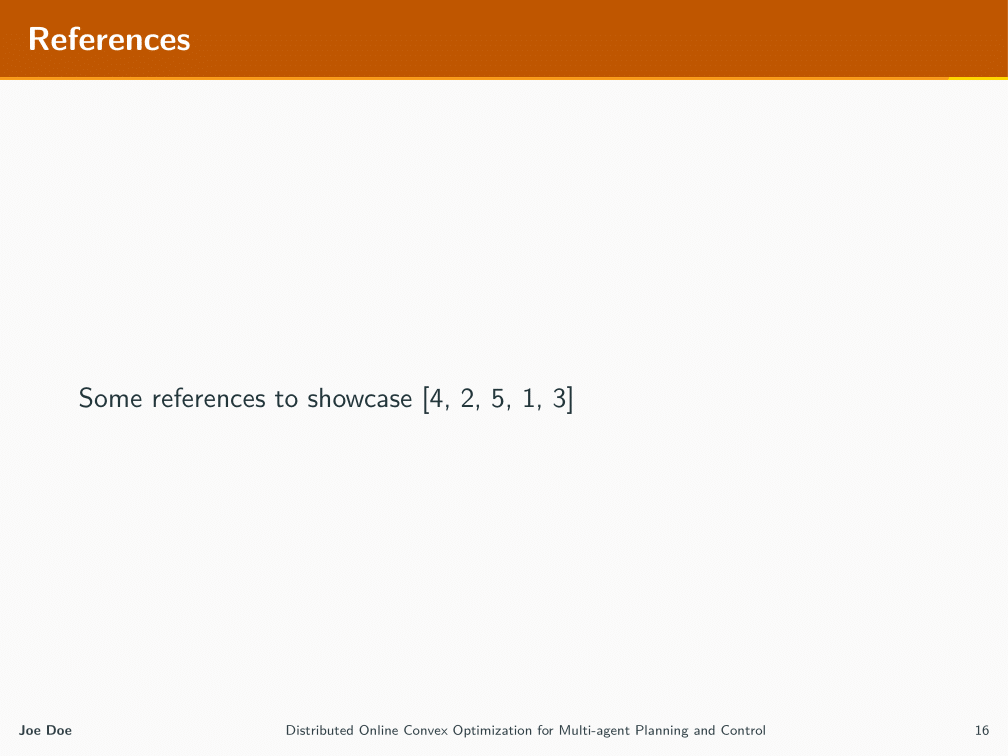 References
Some references to showcase [4, 2, 5, 1, 3]
Joe Doe
Distributed Online Convex Optimization for Multi-agent Planning and Control
16